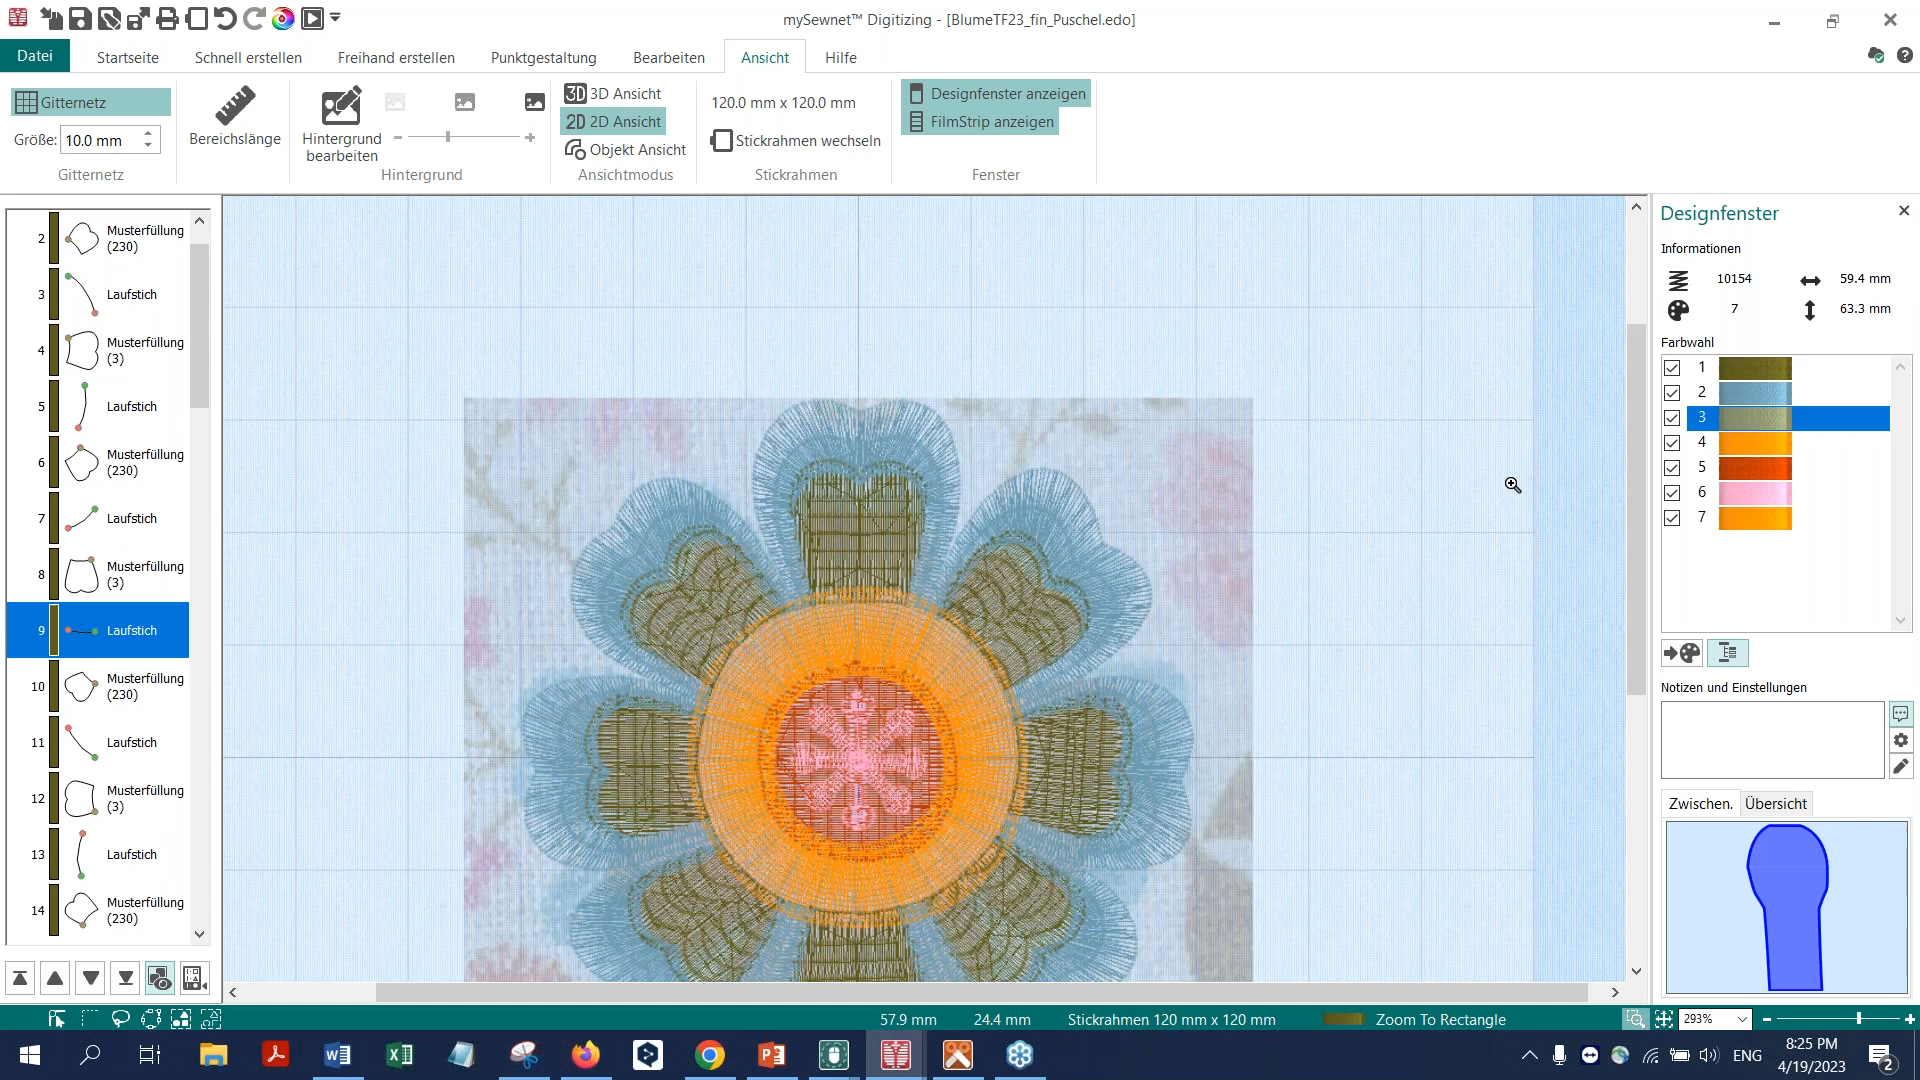 mySewnet™ Digitizing - [BlumeTF23_fin_Puschel.edo]
Datei
Startseite
Schnell erstellen
Freihand erstellen
Punktgestaltung
Bearbeiten
Ansicht
Hilfe
Gitternetz
Größe: 10.0 mm
Gitternetz
Bereichslänge
Hintergrund
bearbeiten
Hintergrund
3D 3D Ansicht
2D 2D Ansicht
Objekt Ansicht
Ansichtmodus
120.0 mm x 120.0 mm
Stickrahmen wechseln
Stickrahmen
Designfenster anzeigen
FilmStrip anzeigen
Fenster
2 Musterfüllung
(230)
3 Laufstich
4 Musterfüllung
(3)
5 Laufstich
6 Musterfüllung
(230)
7 Laufstich
8 Musterfüllung
(3)
9 Laufstich
10 Musterfüllung
(230)
11 Laufstich
12 Musterfüllung
(3)
13 Laufstich
14 Musterfüllung
(230)
Designfenster
Informationen
10154 59.4 mm
7 63.3 mm
Farbwahl
1
2
3
4
5
6
7
Notizen und Einstellungen
Zwischen. Übersicht
57.9 mm 24.4 mm Stickrahmen 120 mm x 120 mm Zoom To Rectangle 293%
ENG
8:25 PM
4/19/2023
2